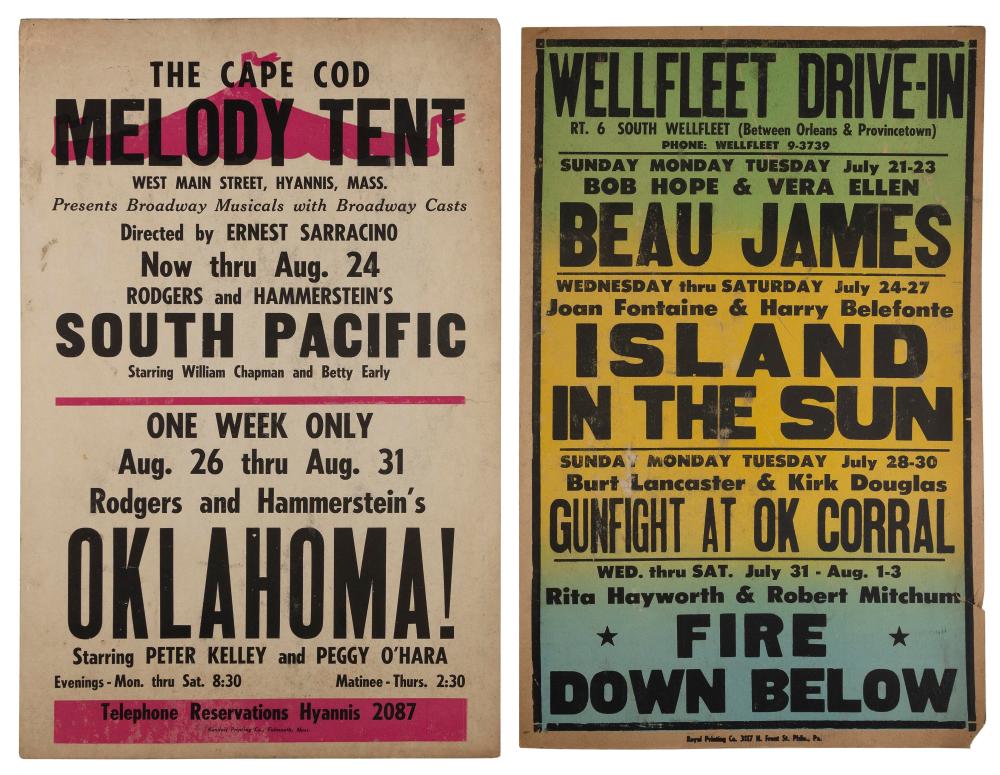 THE CAPE COD
MELODY TENT
WEST MAIN STREET, HYANNIS, MASS.
Presents Broadway Musicals with Broadway Casts
Directed by ERNEST SARRACINO
Now thru Aug. 24
RODGERS and HAMMERSTEIN'S
SOUTH PACIFIC
Starring William Chapman and Betty Early
ONE WEEK ONLY
Aug. 26 thru Aug. 31
Rodgers and Hammerstein's
OKLAHOMA!
Starring PETER KELLEY and PEGGY O'HARA
Evenings - Mon. thru Sat. 8:30 Matinee - Thurs. 2:30
Telephone Reservations Hyannis 2087
Printing Co., Falmouth, Mass.
WELLFLEET DRIVE-IN
RT. 6 SOUTH WELLFLEET (Between Orleans & Provincetown)
PHONE: WELLFLEET 9-3739
SUNDAY MONDAY TUESDAY July 21-23
BOB HOPE & VERA ELLEN
BEAU JAMES
WEDNESDAY thru SATURDAY July 24-27
Joan Fontaine & Harry Belefonte
ISLAND
IN THE SUN
SUNDAY MONDAY TUESDAY July 28-30
Burt Lancaster & Kirk Douglas
GUNFIGHT AT OK CORRAL
WED. thru SAT. July 31 - Aug. 1-3
Rita Hayworth & Robert Mitchum
★ FIRE ★
DOWN BELOW
Royal Printing Co. 3117 N. Front St. Phila., Pa.